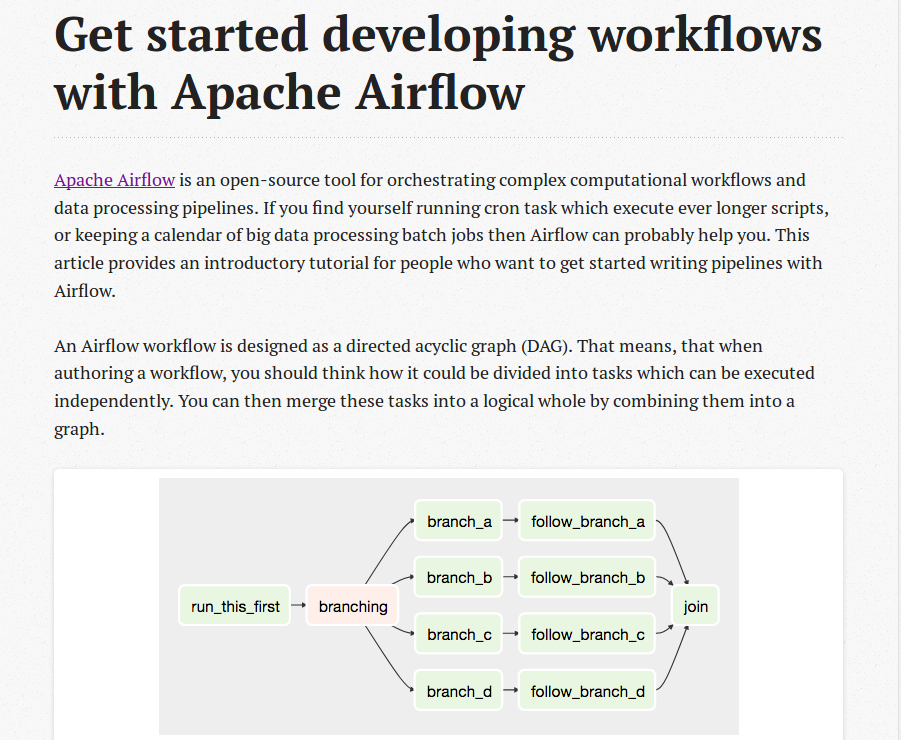 Get started developing workflows
with Apache Airflow
Apache Airflow is an open-source tool for orchestrating complex computational workflows and
data processing pipelines. If you find yourself running cron task which execute ever longer scripts,
or keeping a calendar of big data processing batch jobs then Airflow can probably help you. This
article provides an introductory tutorial for people who want to get started writing pipelines with
Airflow.
An Airflow workflow is designed as a directed acyclic graph (DAG). That means, that when
authoring a workflow, you should think how it could be divided into tasks which can be executed
independently. You can then merge these tasks into a logical whole by combining them into a
graph.
run_this_first
branching
branch_a
follow_branch_a
branch_b
follow_branch_b
branch_c
follow_branch_c
branch_d
follow_branch_d
join